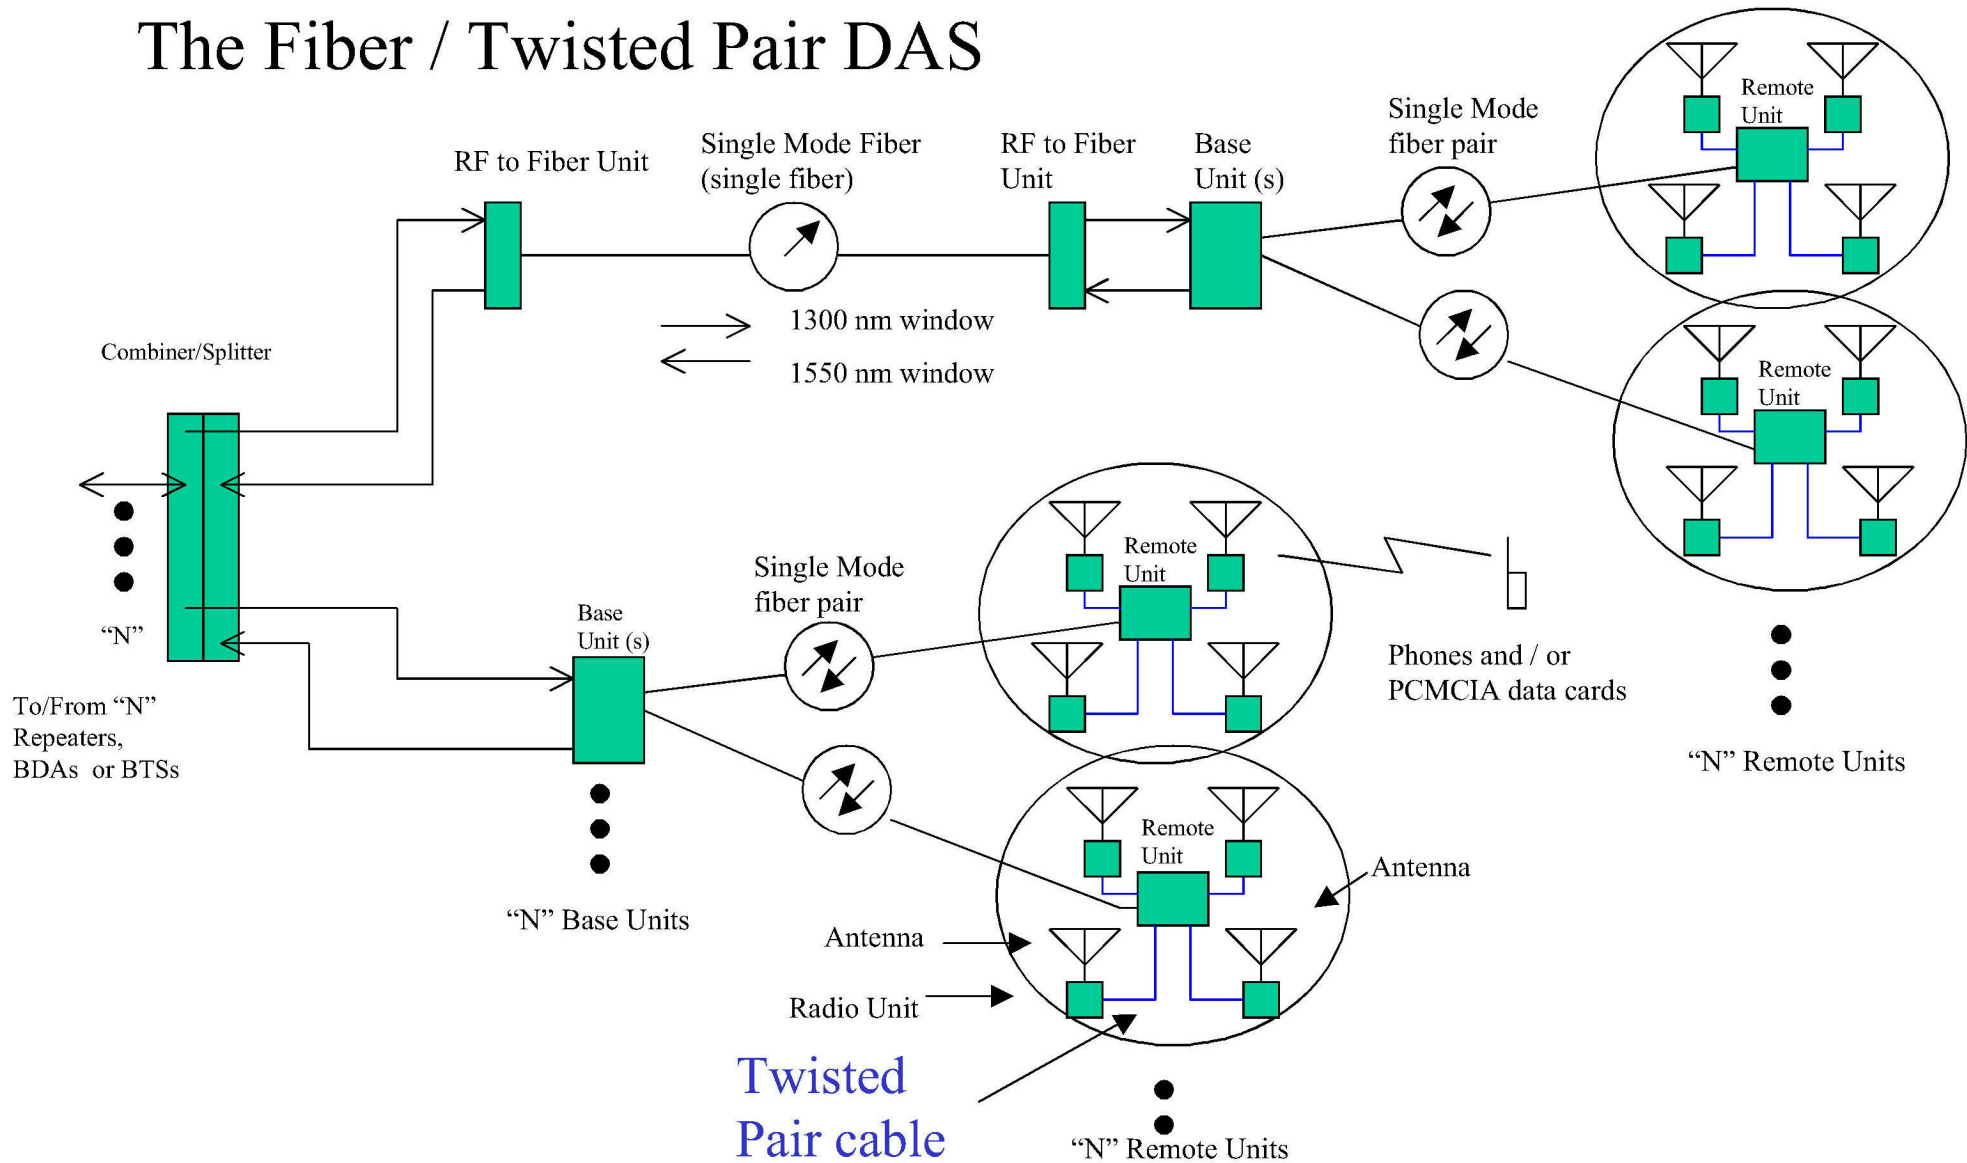 The Fiber / Twisted Pair DAS
RF to Fiber Unit
Single Mode Fiber
(single fiber)
RF to Fiber
Unit
Base
Unit (s)
Single Mode
fiber pair
Remote
Unit
1300 nm window
1550 nm window
Combiner/Splitter
Remote
Unit
“N”
To/From “N”
Repeaters,
BDAs or BTSs
Base
Unit (s)
Single Mode
fiber pair
Remote
Unit
Phones and / or
PCMCIA data cards
“N” Remote Units
“N” Base Units
Remote
Unit
Antenna
Antenna
Radio Unit
Twisted
Pair cable
“N” Remote Units